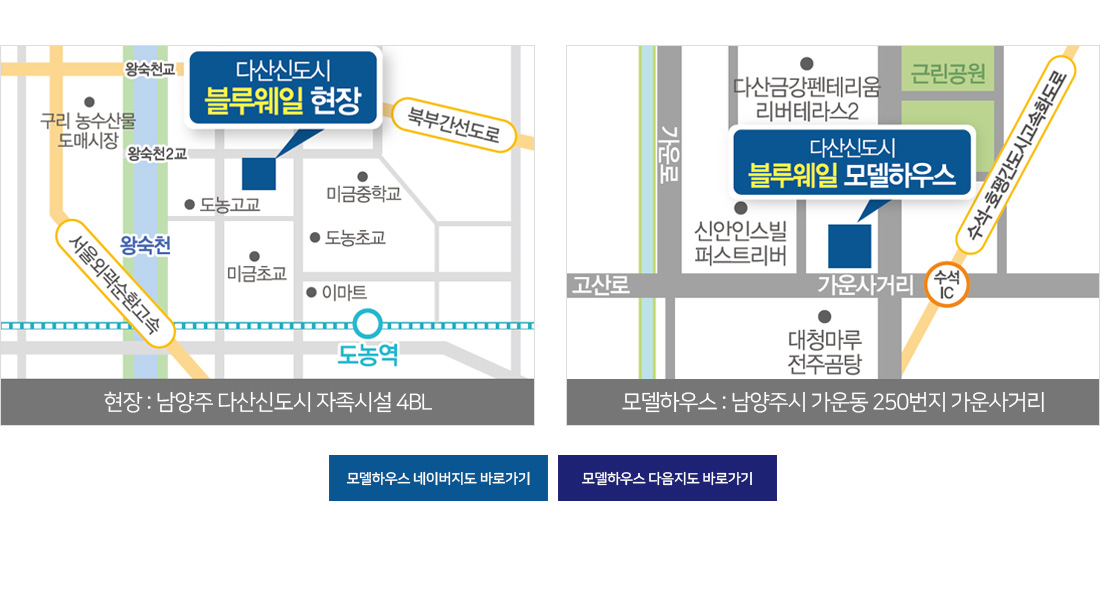 왕숙천교
다산신도시
블루웨일 현장
구리 농수산물
도매시장
북부간선도로
왕숙천2교
미금중학교
도농고교
왕숙천
도농초교
서울외곽순환고속
미금초교
이마트
도농역
현장 : 남양주 다산신도시 자족시설 4BL
근린공원
다산금강펜테리움
리버테라스2
가운로
수석-호평간도시고속화도로
다산신도시
블루웨일 모델하우스
신안인스빌
퍼스트리버
고산로
가운사거리
수석
IC
대청마루
전주곰탕
모델하우스 : 남양주시 가운동 250번지 가운사거리
모델하우스 네이버지도 바로가기
모델하우스 다음지도 바로가기